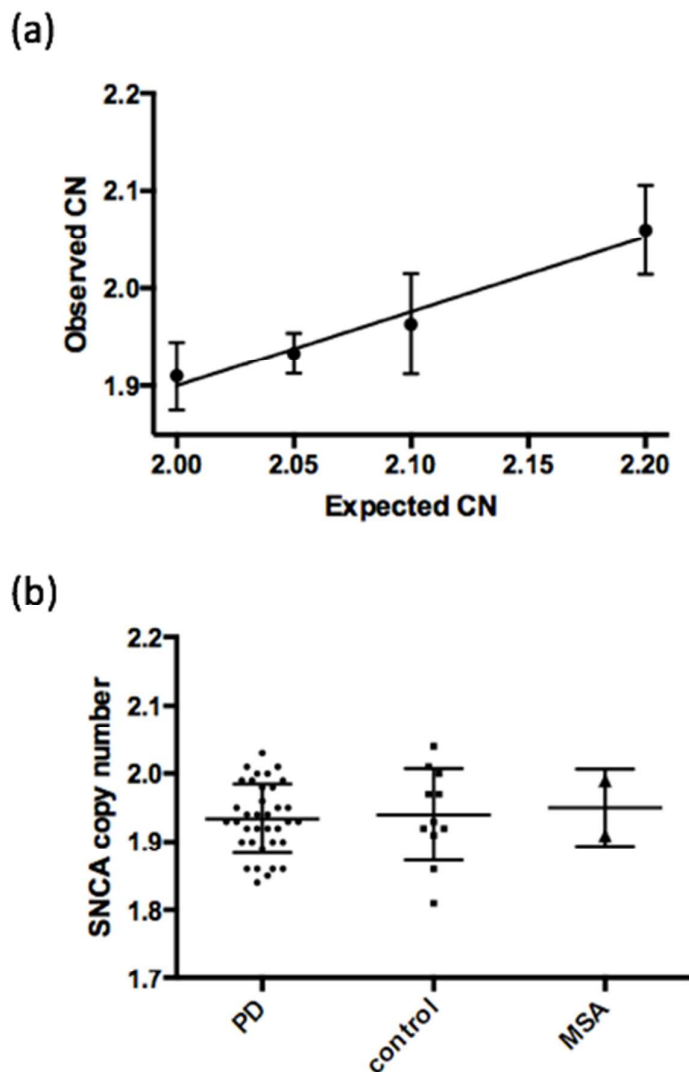 (a)
2.2
2.1
2.0
1.9
Observed CN
2.00 2.05 2.10 2.15 2.20
Expected CN
(b)
2.2
2.1
2.0
1.9
1.8
1.7
SNCA copy number
PD control MSA